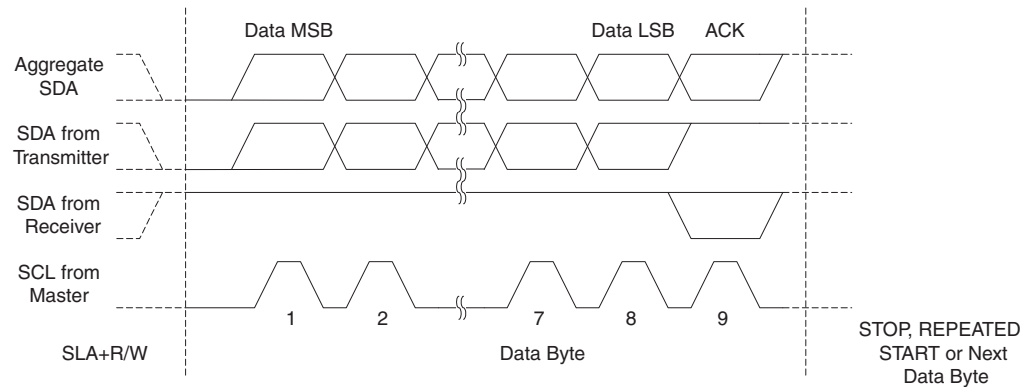 Data MSB
Data LSB
ACK
Aggregate
SDA
SDA from
Transmitter
SDA from
Receiver
SCL from
Master
1
2
7
8
9
SLA+R/W
Data Byte
STOP, REPEATED
START or Next
Data Byte